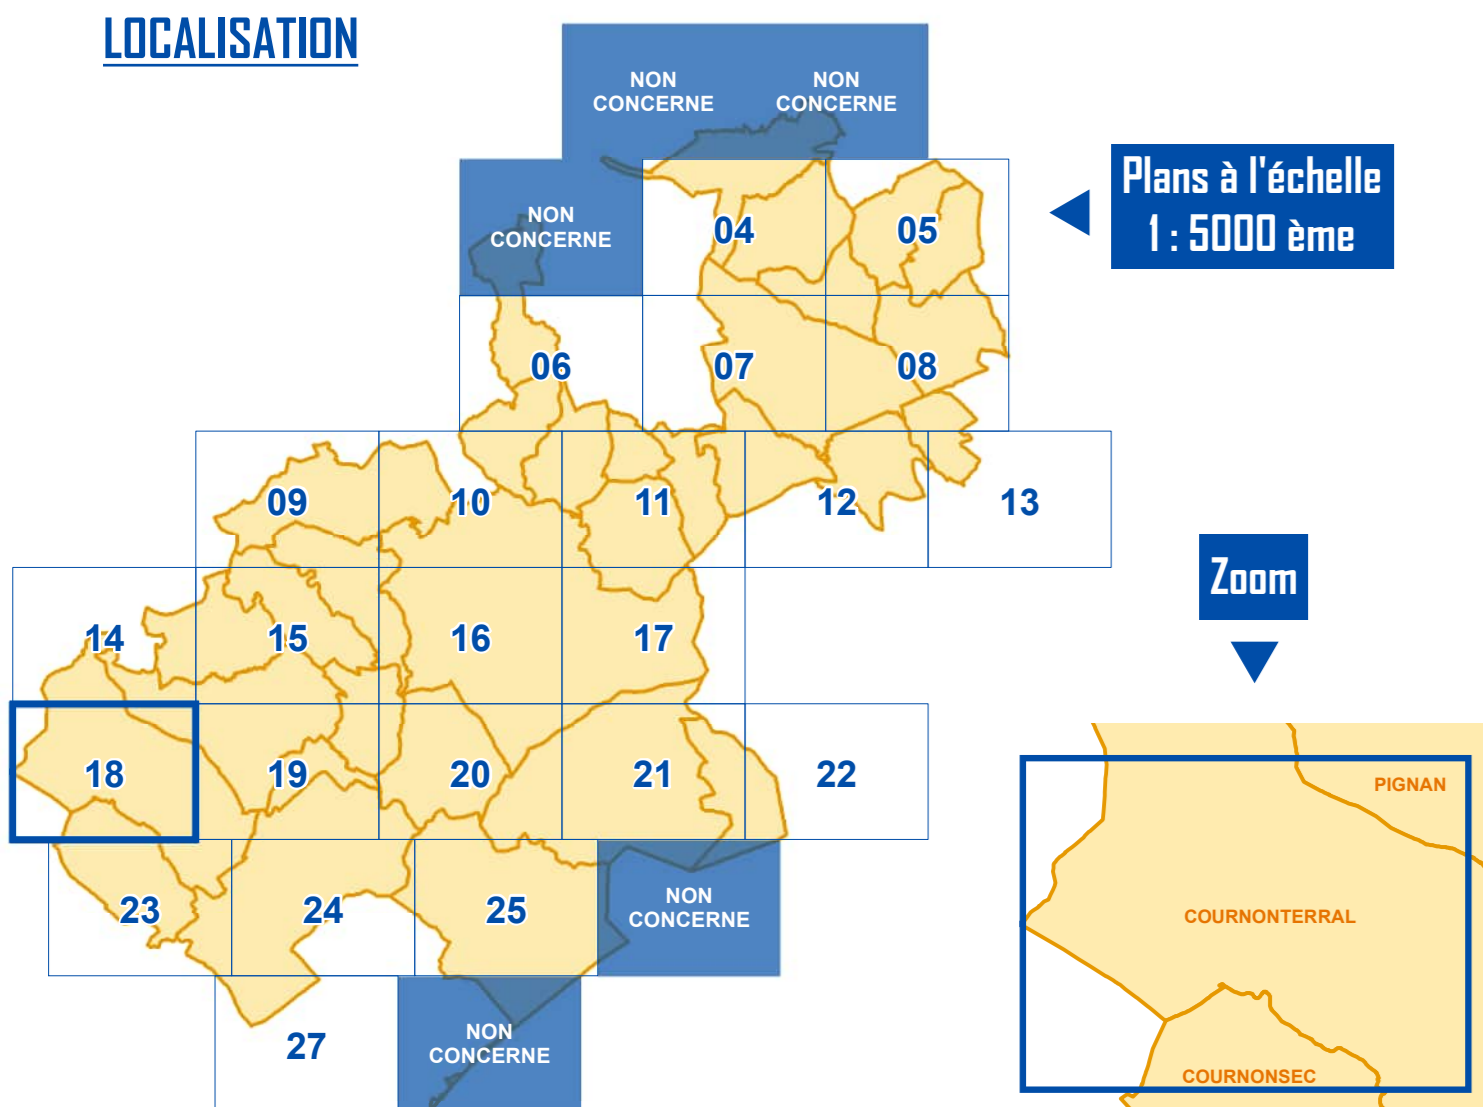 LOCALISATION
NON
CONCERNE
NON
CONCERNE
Plans à l'échelle
1 : 5000 ème
NON
CONCERNE
04
05
06
07
08
09
10
11
12
13
Zoom
14
15
16
17
18
19
20
21
22
PIGNAN
COURNONTERRAL
COURNONSEC
23
24
25
NON
CONCERNE
27
NON
CONCERNE